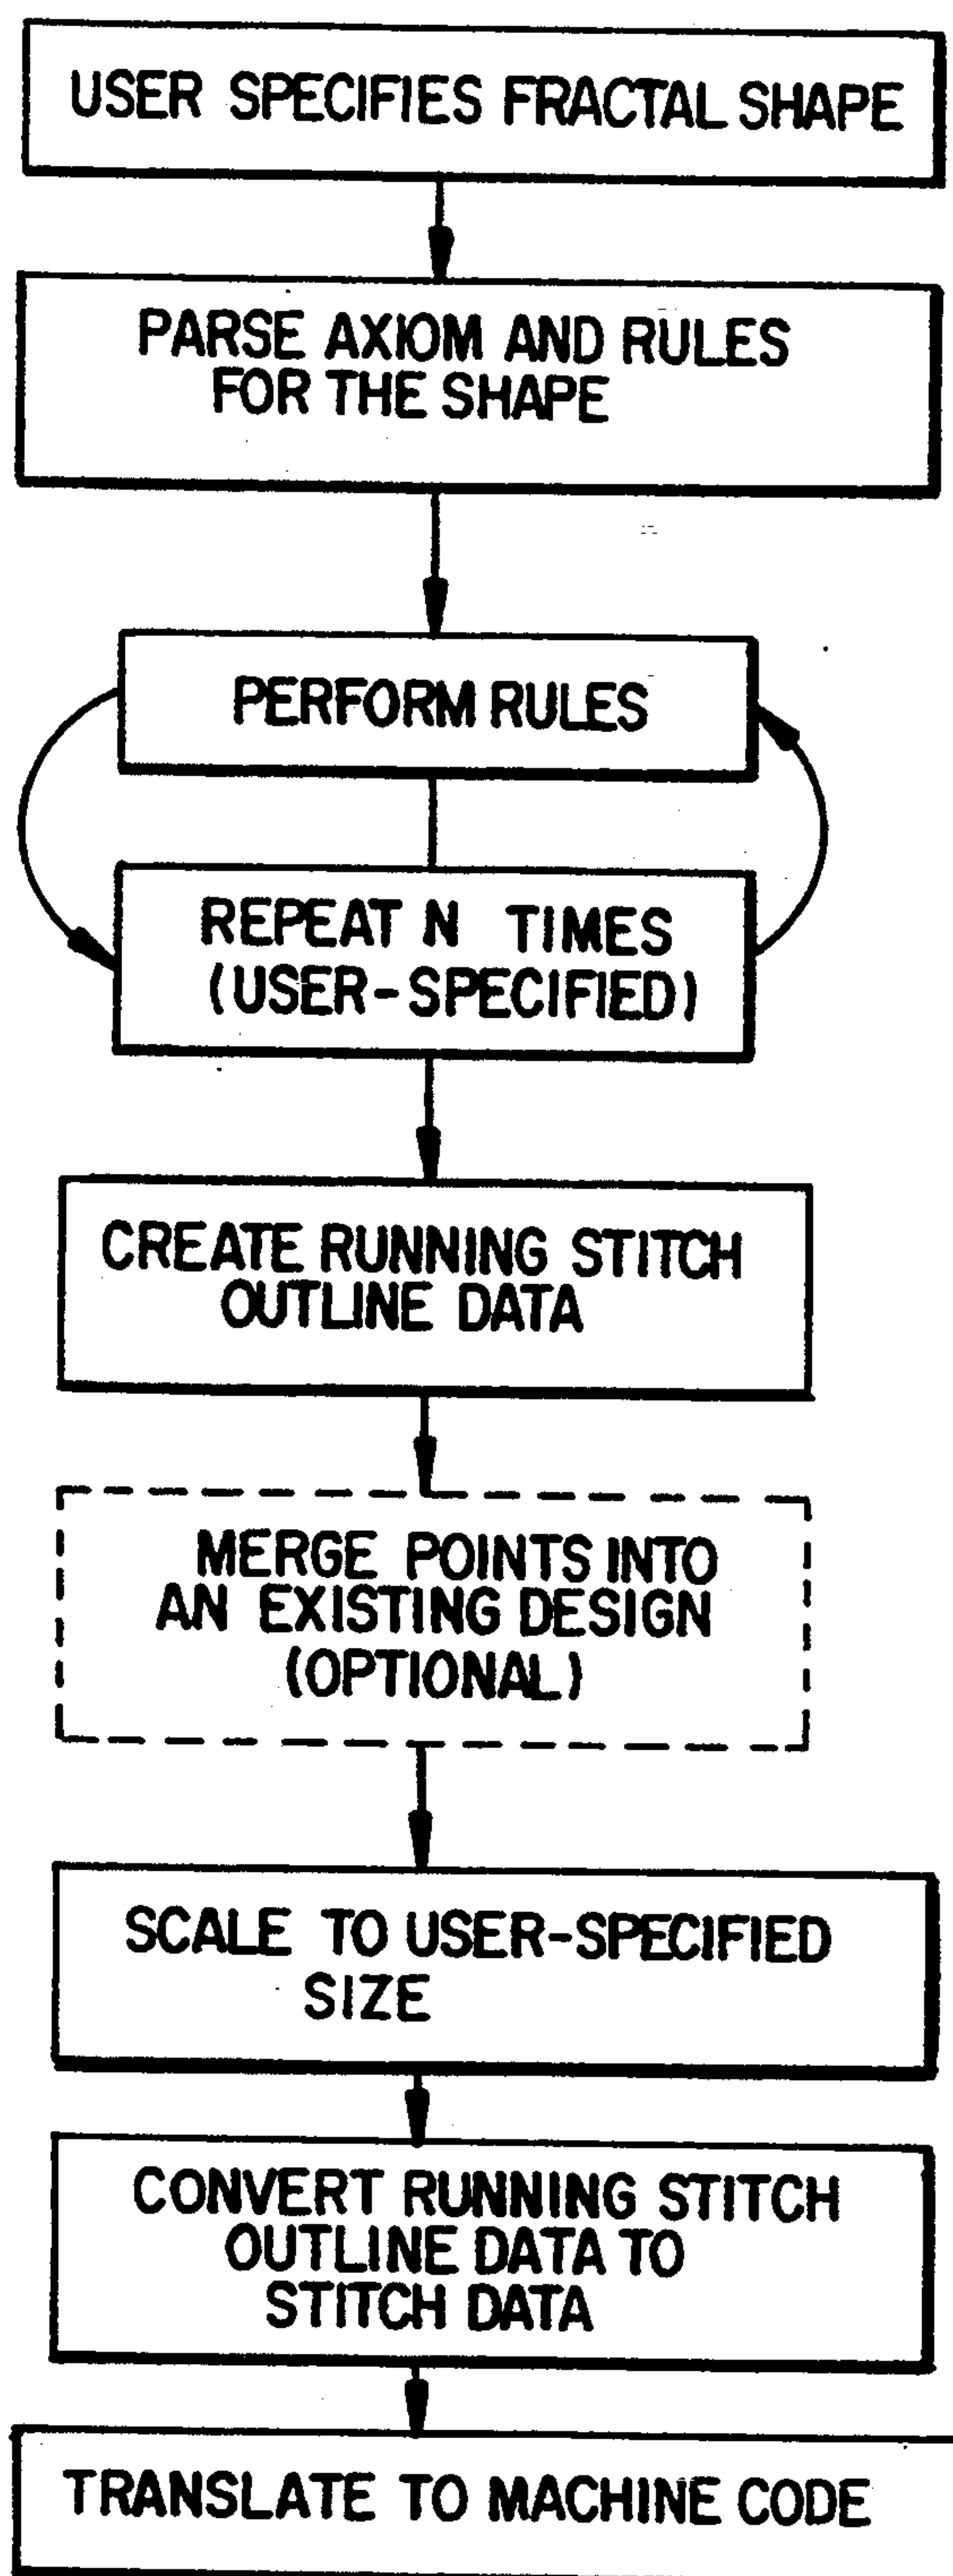 USER SPECIFIES FRACTAL SHAPE
PARSE AXIOM AND RULES
FOR THE SHAPE
PERFORM RULES
REPEAT N TIMES
(USER-SPECIFIED)
CREATE RUNNING STITCH
OUTLINE DATA
MERGE POINTS INTO
AN EXISTING DESIGN
(OPTIONAL)
SCALE TO USER-SPECIFIED
SIZE
CONVERT RUNNING STITCH
OUTLINE DATA TO
STITCH DATA
TRANSLATE TO MACHINE CODE